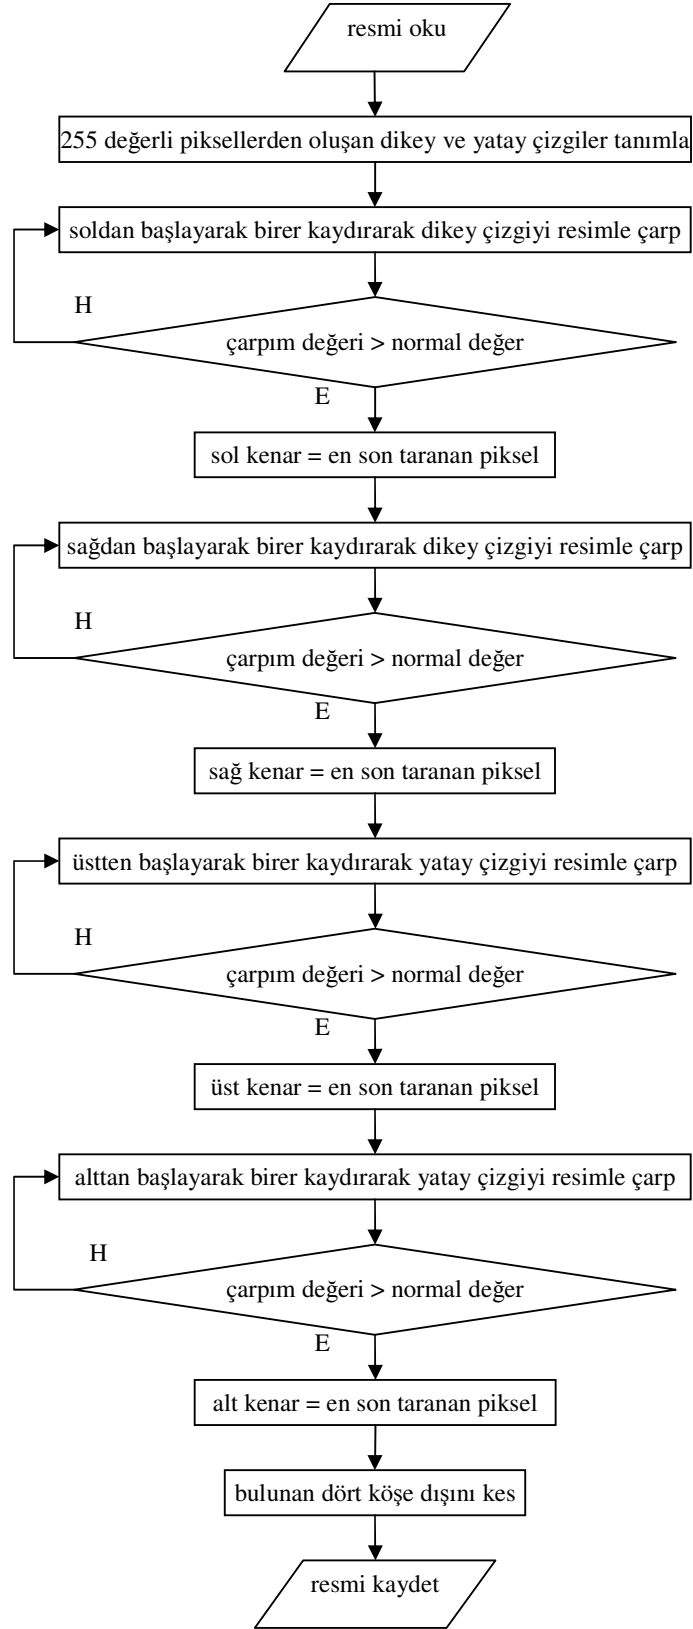 resmi oku
255 değerli piksellerden oluşan dikey ve yatay çizgiler tanımla
soldan başlayarak birer kaydırarak dikey çizgiyi resimle çarp
H
çarpım değeri > normal değer
E
sol kenar = en son taranan piksel
sağdan başlayarak birer kaydırarak dikey çizgiyi resimle çarp
H
çarpım değeri > normal değer
E
sağ kenar = en son taranan piksel
üstten başlayarak birer kaydırarak yatay çizgiyi resimle çarp
H
çarpım değeri > normal değer
E
üst kenar = en son taranan piksel
alttan başlayarak birer kaydırarak yatay çizgiyi resimle çarp
H
çarpım değeri > normal değer
E
alt kenar = en son taranan piksel
bulunan dört köşe dışını kes
resmi kaydet